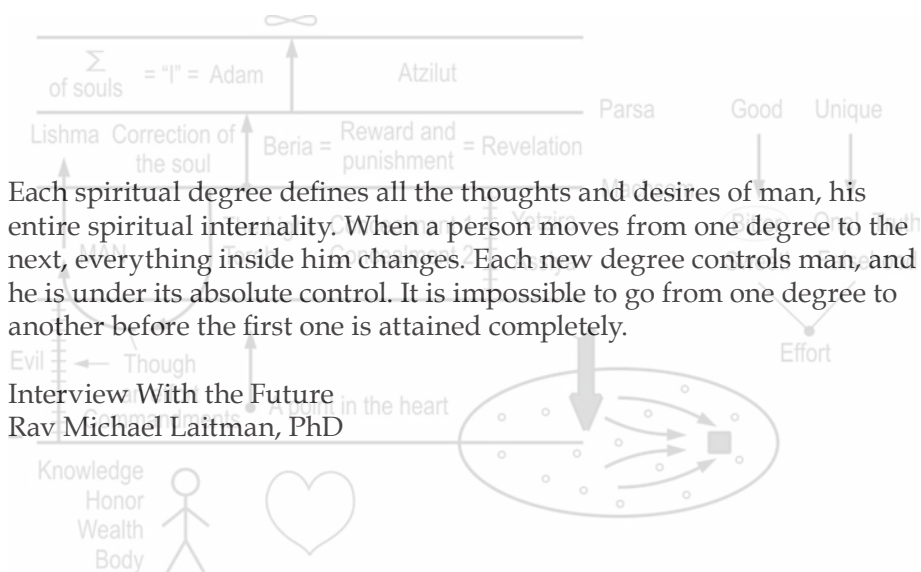 ∞
Σ of souls = "I" = Adam
Atzilut
Parsa
Good
Unique
Lishma
Correction of the soul
Beria =
Reward and punishment
= Revelation
Each spiritual degree defines all the thoughts and desires of man, his
entire spiritual internality. When a person moves from one degree to the
next, everything inside him changes. Each new degree controls man, and
he is under its absolute control. It is impossible to go from one degree to
another before the first one is attained completely.
Effort
Evil
Though
Interview With the Future
Rav Michael Laitman, PhD
A point in the heart
Knowledge
Honor
Wealth
Body